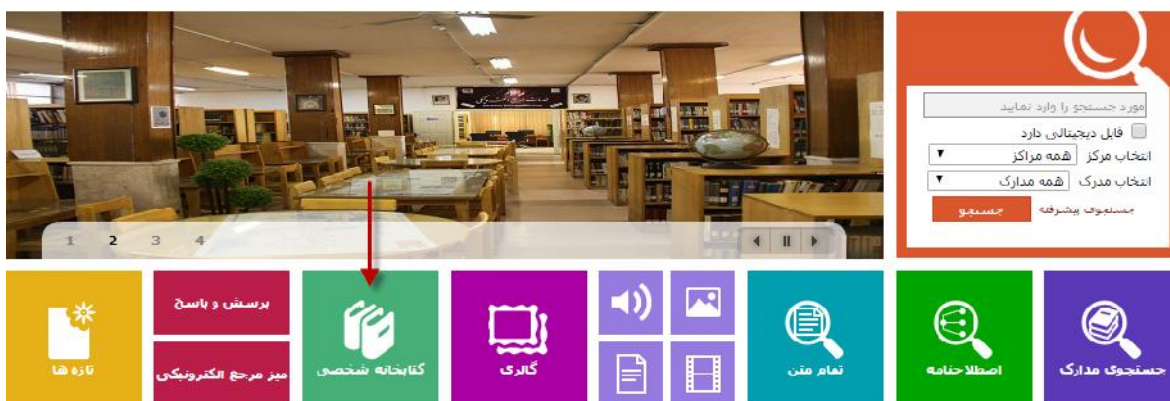 مورد جستجو را وارد نمایید
فایل دیجیتالی دارد
انتخاب مرکز همه مراکز
انتخاب مدرک همه مدارک
جستجوی پیشرفته جستجو
1 2 3 4
جستجوی مدارک
اصطلاحنامه
تمام متن
گالری
کتابخانه شخصی
پرسش و پاسخ
میز مرجع الکترونیکی
تازه ها